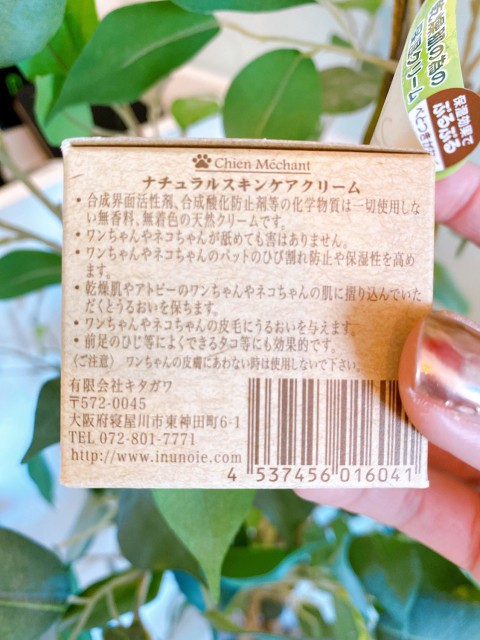 Chien Méchant
ナチュラルスキンケアクリーム
• 合成界面活性剤、合成酸化防止剤等の化学物質は一切使用しな
い無香料、無着色の天然クリームです。
• ワンちゃんやネコちゃんが舐めても害はありません。
• ワンちゃんやネコちゃんのパットのひび割れ防止や保湿性を高め
ます。
• 乾燥肌やアトピーのワンちゃんやネコちゃんの肌に摺り込んでいた
だくとうるおいを保ちます。
• ワンちゃんやネコちゃんの皮毛にうるおいを与えます。
• 前足のひじ等によくできるタコ等にも効果的です。
〈ご注意〉 ワンちゃんの皮膚にあわない時は使用しないで下さい。
有限会社キタガワ
〒572-0045
大阪府寝屋川市東神田町6-1
TEL 072-801-7771
http://www.inunoie.com
4 537456 016041
クリーム
保湿効果で
ぷるぷる